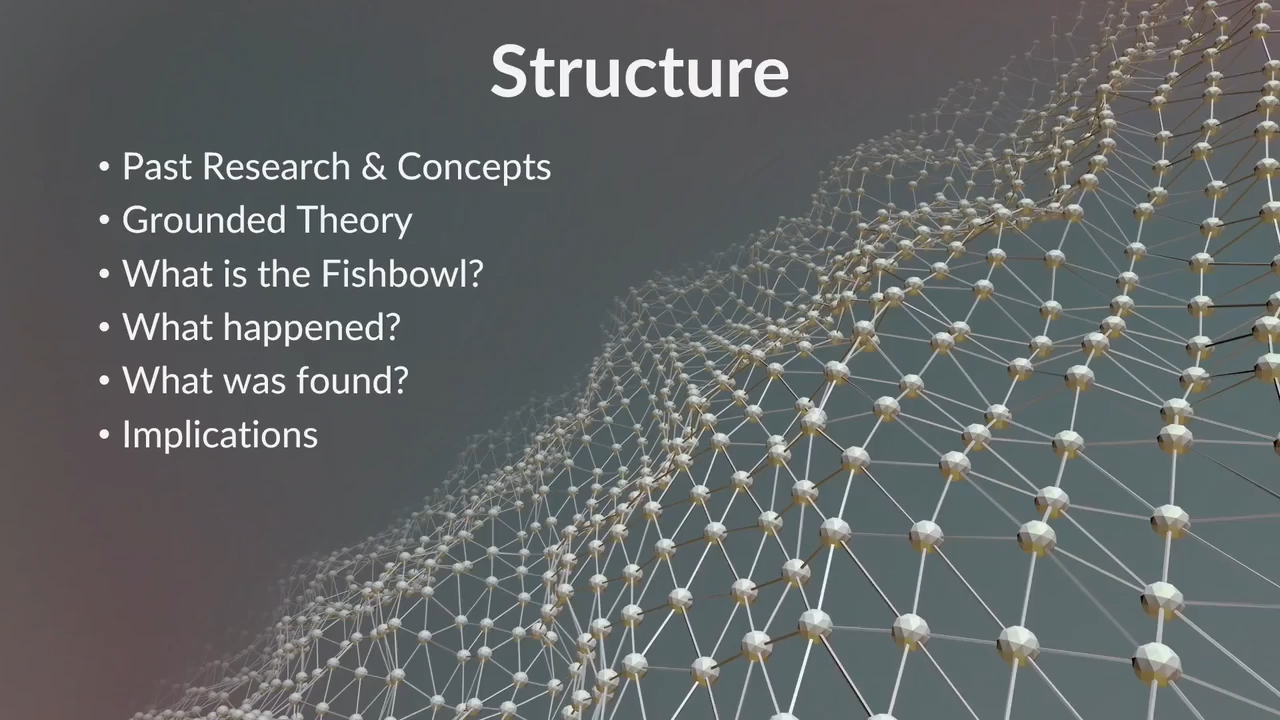 Structure
• Past Research & Concepts
• Grounded Theory
• What is the Fishbowl?
• What happened?
• What was found?
• Implications